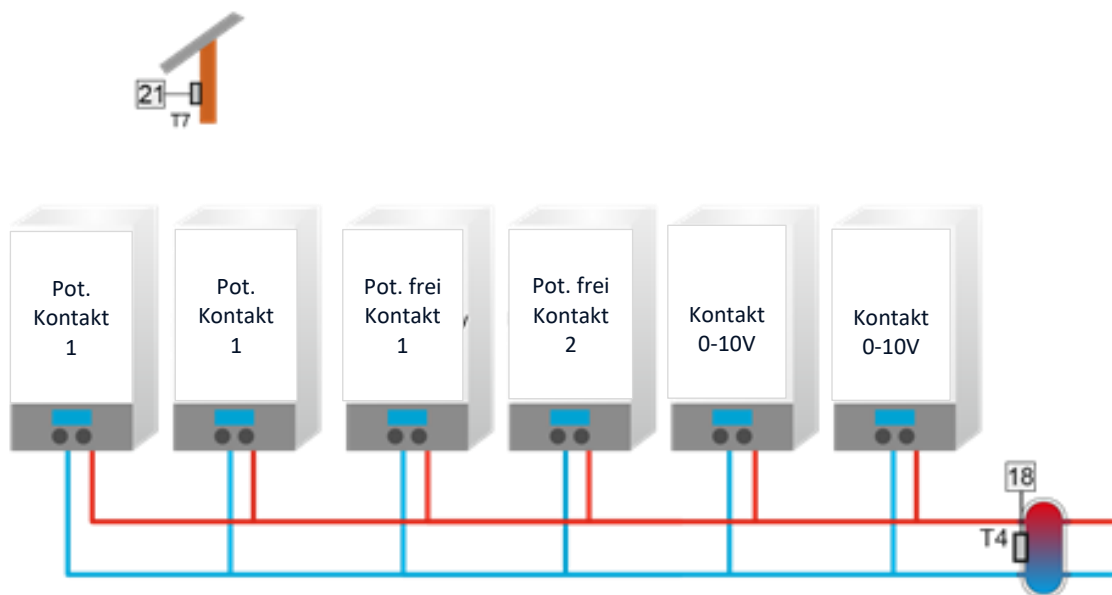 21
T7
Pot.
Kontakt
1
Pot.
Kontakt
1
Pot. frei
Kontakt
1
Pot. frei
Kontakt
2
Kontakt
0-10V
Kontakt
0-10V
18
T4